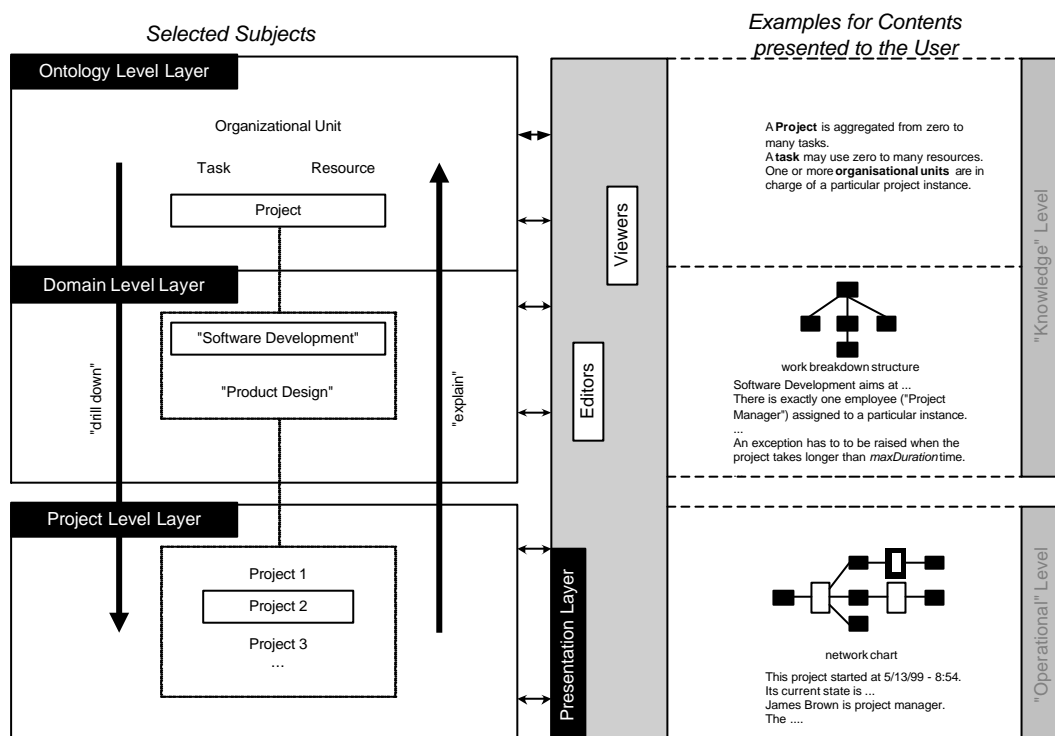 Selected Subjects
Examples for Contents
presented to the User
Ontology Level Layer
Organizational Unit
Task
Resource
Project
Domain Level Layer
"Software Development"
"Product Design"
"drill down"
"explain"
Project Level Layer
Project 1
Project 2
Project 3
...
Viewers
Editors
Presentation Layer
A Project is aggregated from zero to
many tasks.
A task may use zero to many resources.
One or more organisational units are in
charge of a particular project instance.
work breakdown structure
Software Development aims at ...
There is exactly one employee ("Project
Manager") assigned to a particular instance.
...
An exception has to to be raised when the
project takes longer than maxDuration time.
network chart
This project started at 5/13/99 - 8:54.
Its current state is ...
James Brown is project manager.
The ....
"Knowledge" Level
"Operational" Level